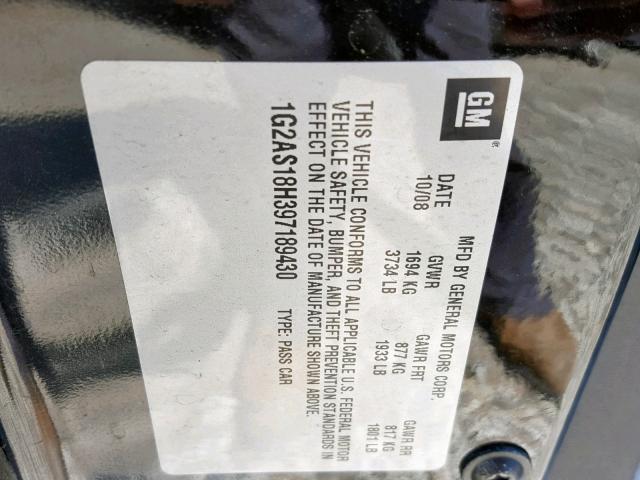 GM®
MFD BY GENERAL MOTORS CORP.
DATE GVWR GAWR FRT GAWR RR
10/08 1694 KG 877 KG 817 KG
3734 LB 1933 LB 1801 LB
THIS VEHICLE CONFORMS TO ALL APPLICABLE U.S. FEDERAL MOTOR
VEHICLE SAFETY, BUMPER, AND THEFT PREVENTION STANDARDS IN
EFFECT ON THE DATE OF MANUFACTURE SHOWN ABOVE.
1G2AS18H397189430 TYPE: PASS CAR